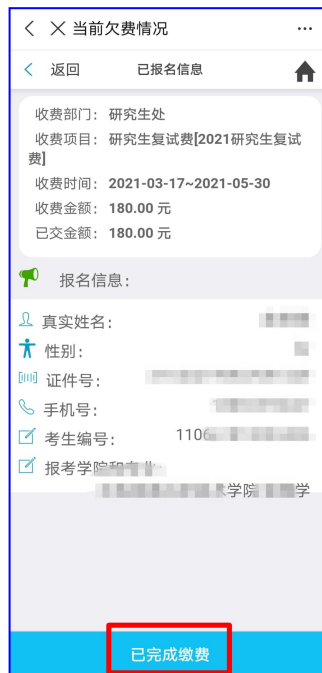 当前欠费情况
返回 已报名信息
收费部门： 研究生处
收费项目： 研究生复试费[2021研究生复试
费]
收费时间： 2021-03-17~2021-05-30
收费金额： 180.00 元
已交金额： 180.00 元
报名信息：
真实姓名：
性别：
证件号：
手机号：
考生编号： 1106
报考学院
学院 学
已完成缴费